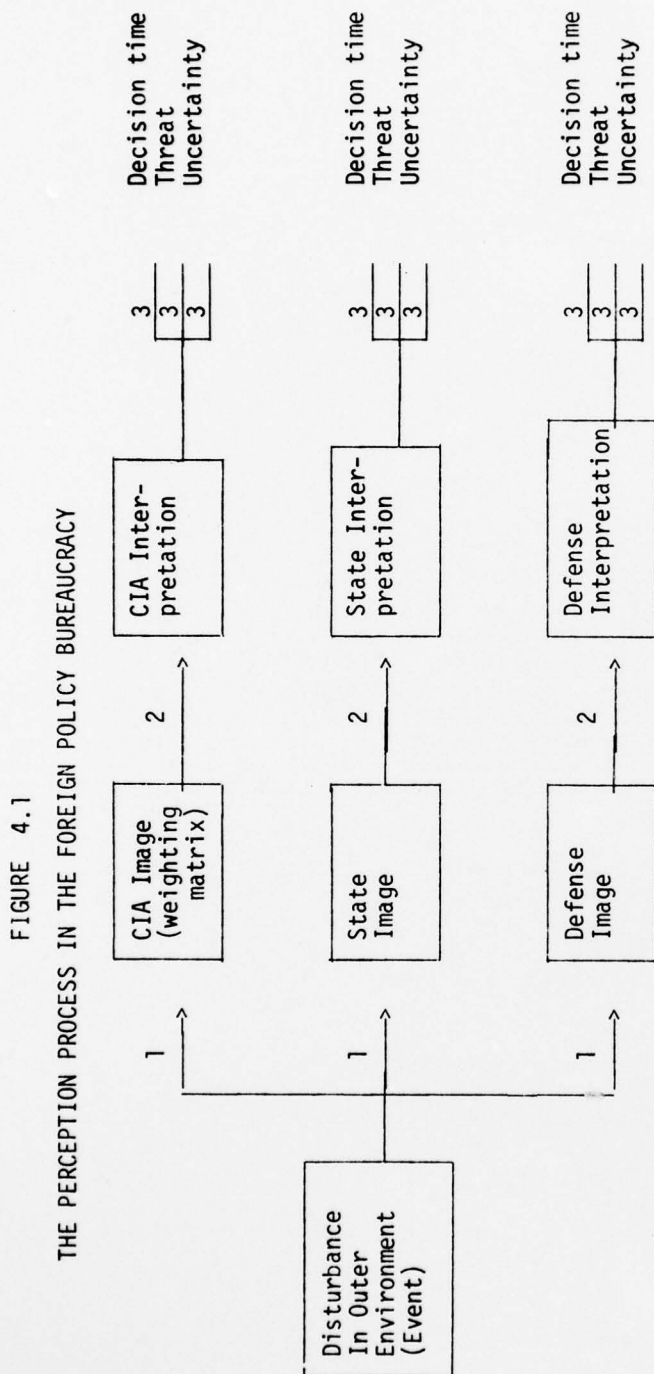 FIGURE 4.1
THE PERCEPTION PROCESS IN THE FOREIGN POLICY BUREAUCRACY
Disturbance
In Outer
Environment
(Event)
1
CIA Image
(weighting
matrix)
2
CIA Inter-
pretation
3
3
3
Decision time
Threat
Uncertainty
1
State
Image
2
State Inter-
pretation
3
3
3
Decision time
Threat
Uncertainty
1
Defense
Image
2
Defense
Interpretation
3
3
3
Decision time
Threat
Uncertainty